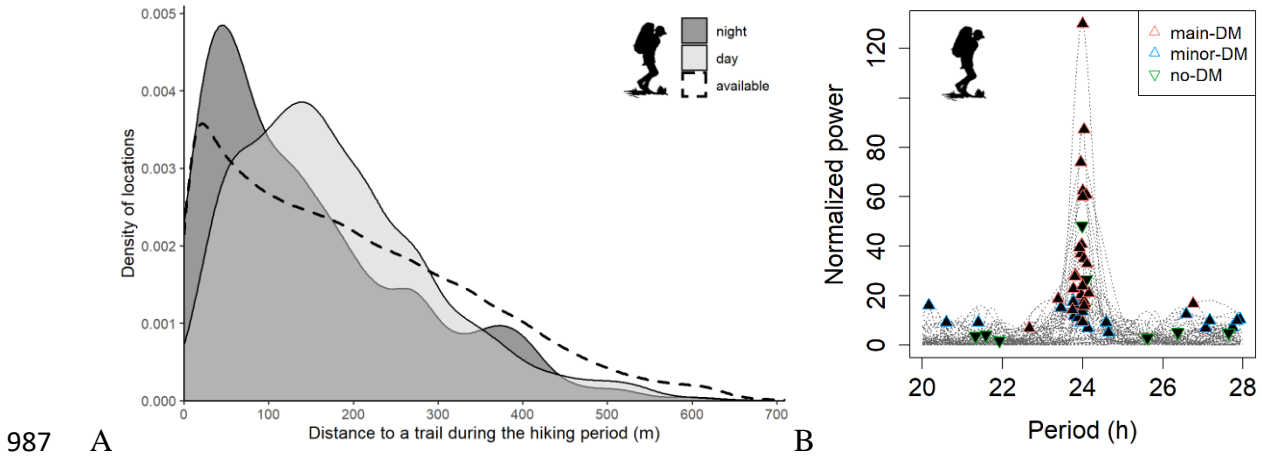 0.005
0.004
0.003
0.002
0.001
0.000
Density of locations
0 100 200 300 400 500 600 700
Distance to a trail during the hiking period (m)
night
day
available
120
80
60
40
20
0
Normalized power
20 22 24 26 28
Period (h)
main-DM
minor-DM
no-DM
987 A B